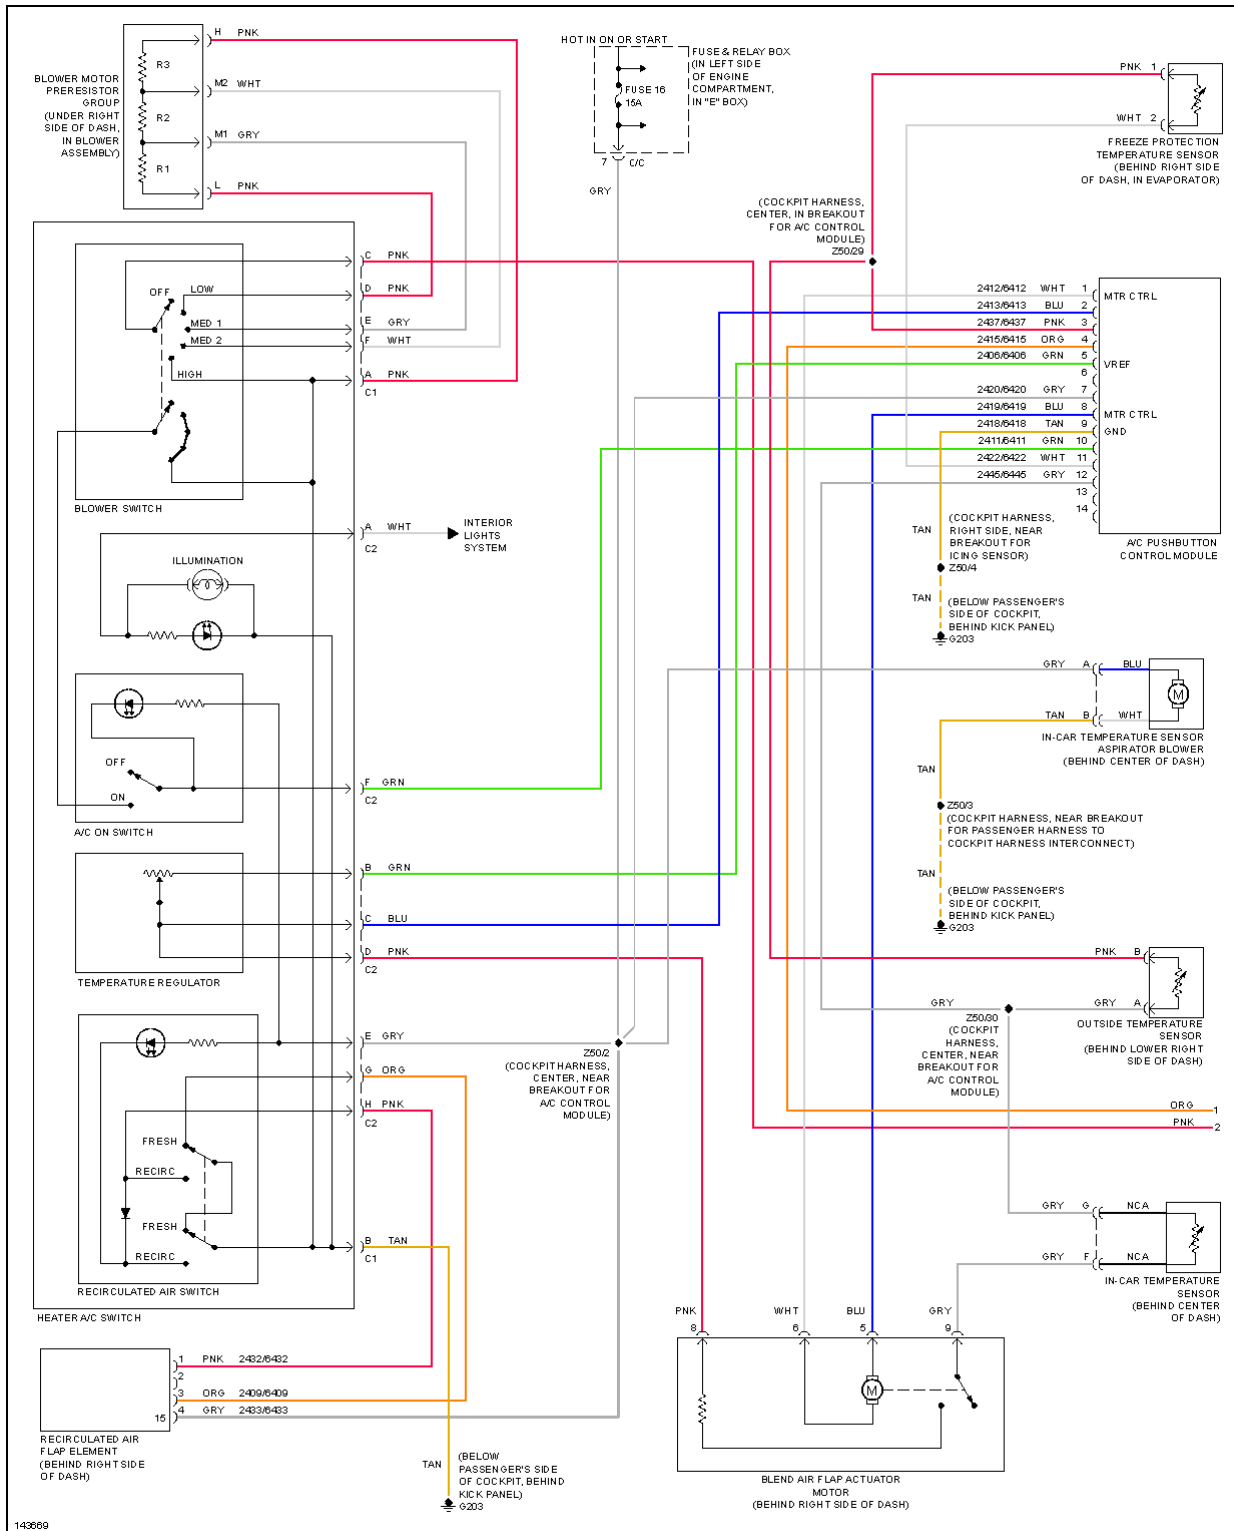 H PNK
R3
M2 WHT
R2
M1 GRY
R1
L PNK
BLOWER MOTOR
PRERESISTOR
GROUP
(UNDER RIGHT
SIDE OF DASH,
IN BLOWER
ASSEMBLY)
HOT IN ON OR START
FUSE & RELAY BOX
(IN LEFT SIDE
OF ENGINE
COMPARTMENT,
IN "E" BOX)
FUSE 16
15A
7 C/C
GRY
PNK 1
WHT 2
FREEZE PROTECTION
TEMPERATURE SENSOR
(BEHIND RIGHT SIDE
OF DASH, IN EVAPORATOR)
(COCKPIT HARNESS,
CENTER, IN BREAKOUT
FOR A/C CONTROL
MODULE)
Z50/29
C PNK
OFF
LOW
D PNK
MED 1
E GRY
MED 2
F WHT
HIGH
A PNK
C1
BLOWER SWITCH
2412/6412 WHT 1 MTR CTRL
2413/6413 BLU 2
2437/6437 PNK 3
2415/6415 ORG 4
2406/6406 GRN 5 VREF
6
2420/6420 GRY 7
2419/6419 BLU 8 MTR CTRL
2418/6418 TAN 9 GND
2411/6411 GRN 10
2422/6422 WHT 11
2445/6445 GRY 12
13
14
A/C PUSHBUTTON
CONTROL MODULE
A WHT
C2
INTERIOR
LIGHTS
SYSTEM
ILLUMINATION
TAN
(COCKPIT HARNESS,
RIGHT SIDE, NEAR
BREAKOUT FOR
ICING SENSOR)
Z50/4
TAN
(BELOW PASSENGER'S
SIDE OF COCKPIT,
BEHIND KICK PANEL)
G203
GRY A BLU
M
TAN B WHT
IN-CAR TEMPERATURE SENSOR
ASPIRATOR BLOWER
(BEHIND CENTER OF DASH)
OFF
ON
F GRN
C2
A/C ON SWITCH
TAN
Z50/3
(COCKPIT HARNESS, NEAR BREAKOUT
FOR PASSENGER HARNESS TO
COCKPIT HARNESS INTERCONNECT)
TAN
(BELOW PASSENGER'S
SIDE OF COCKPIT,
BEHIND KICK PANEL)
G203
B GRN
C BLU
D PNK
C2
TEMPERATURE REGULATOR
PNK B
GRY
GRY A
Z50/30
(COCKPIT
HARNESS,
CENTER, NEAR
BREAKOUT FOR
A/C CONTROL
MODULE)
OUTSIDE TEMPERATURE
SENSOR
(BEHIND LOWER RIGHT
SIDE OF DASH)
E GRY
G ORG
H PNK
C2
Z50/2
(COCKPIT HARNESS,
CENTER, NEAR
BREAKOUT FOR
A/C CONTROL
MODULE)
ORG 1
PNK 2
FRESH
RECIRC
FRESH
RECIRC
B TAN
C1
RECIRCULATED AIR SWITCH
HEATER A/C SWITCH
GRY G NCA
GRY F NCA
IN-CAR TEMPERATURE
SENSOR
(BEHIND CENTER
OF DASH)
PNK WHT BLU GRY
8 6 5 9
M
BLEND AIR FLAP ACTUATOR
MOTOR
(BEHIND RIGHT SIDE OF DASH)
1 PNK 2432/6432
2
3 ORG 2409/6409
15 4 GRY 2433/6433
RECIRCULATED AIR
FLAP ELEMENT
(BEHIND RIGHT SIDE
OF DASH)
TAN
(BELOW
PASSENGER'S SIDE
OF COCKPIT, BEHIND
KICK PANEL)
G203
143669